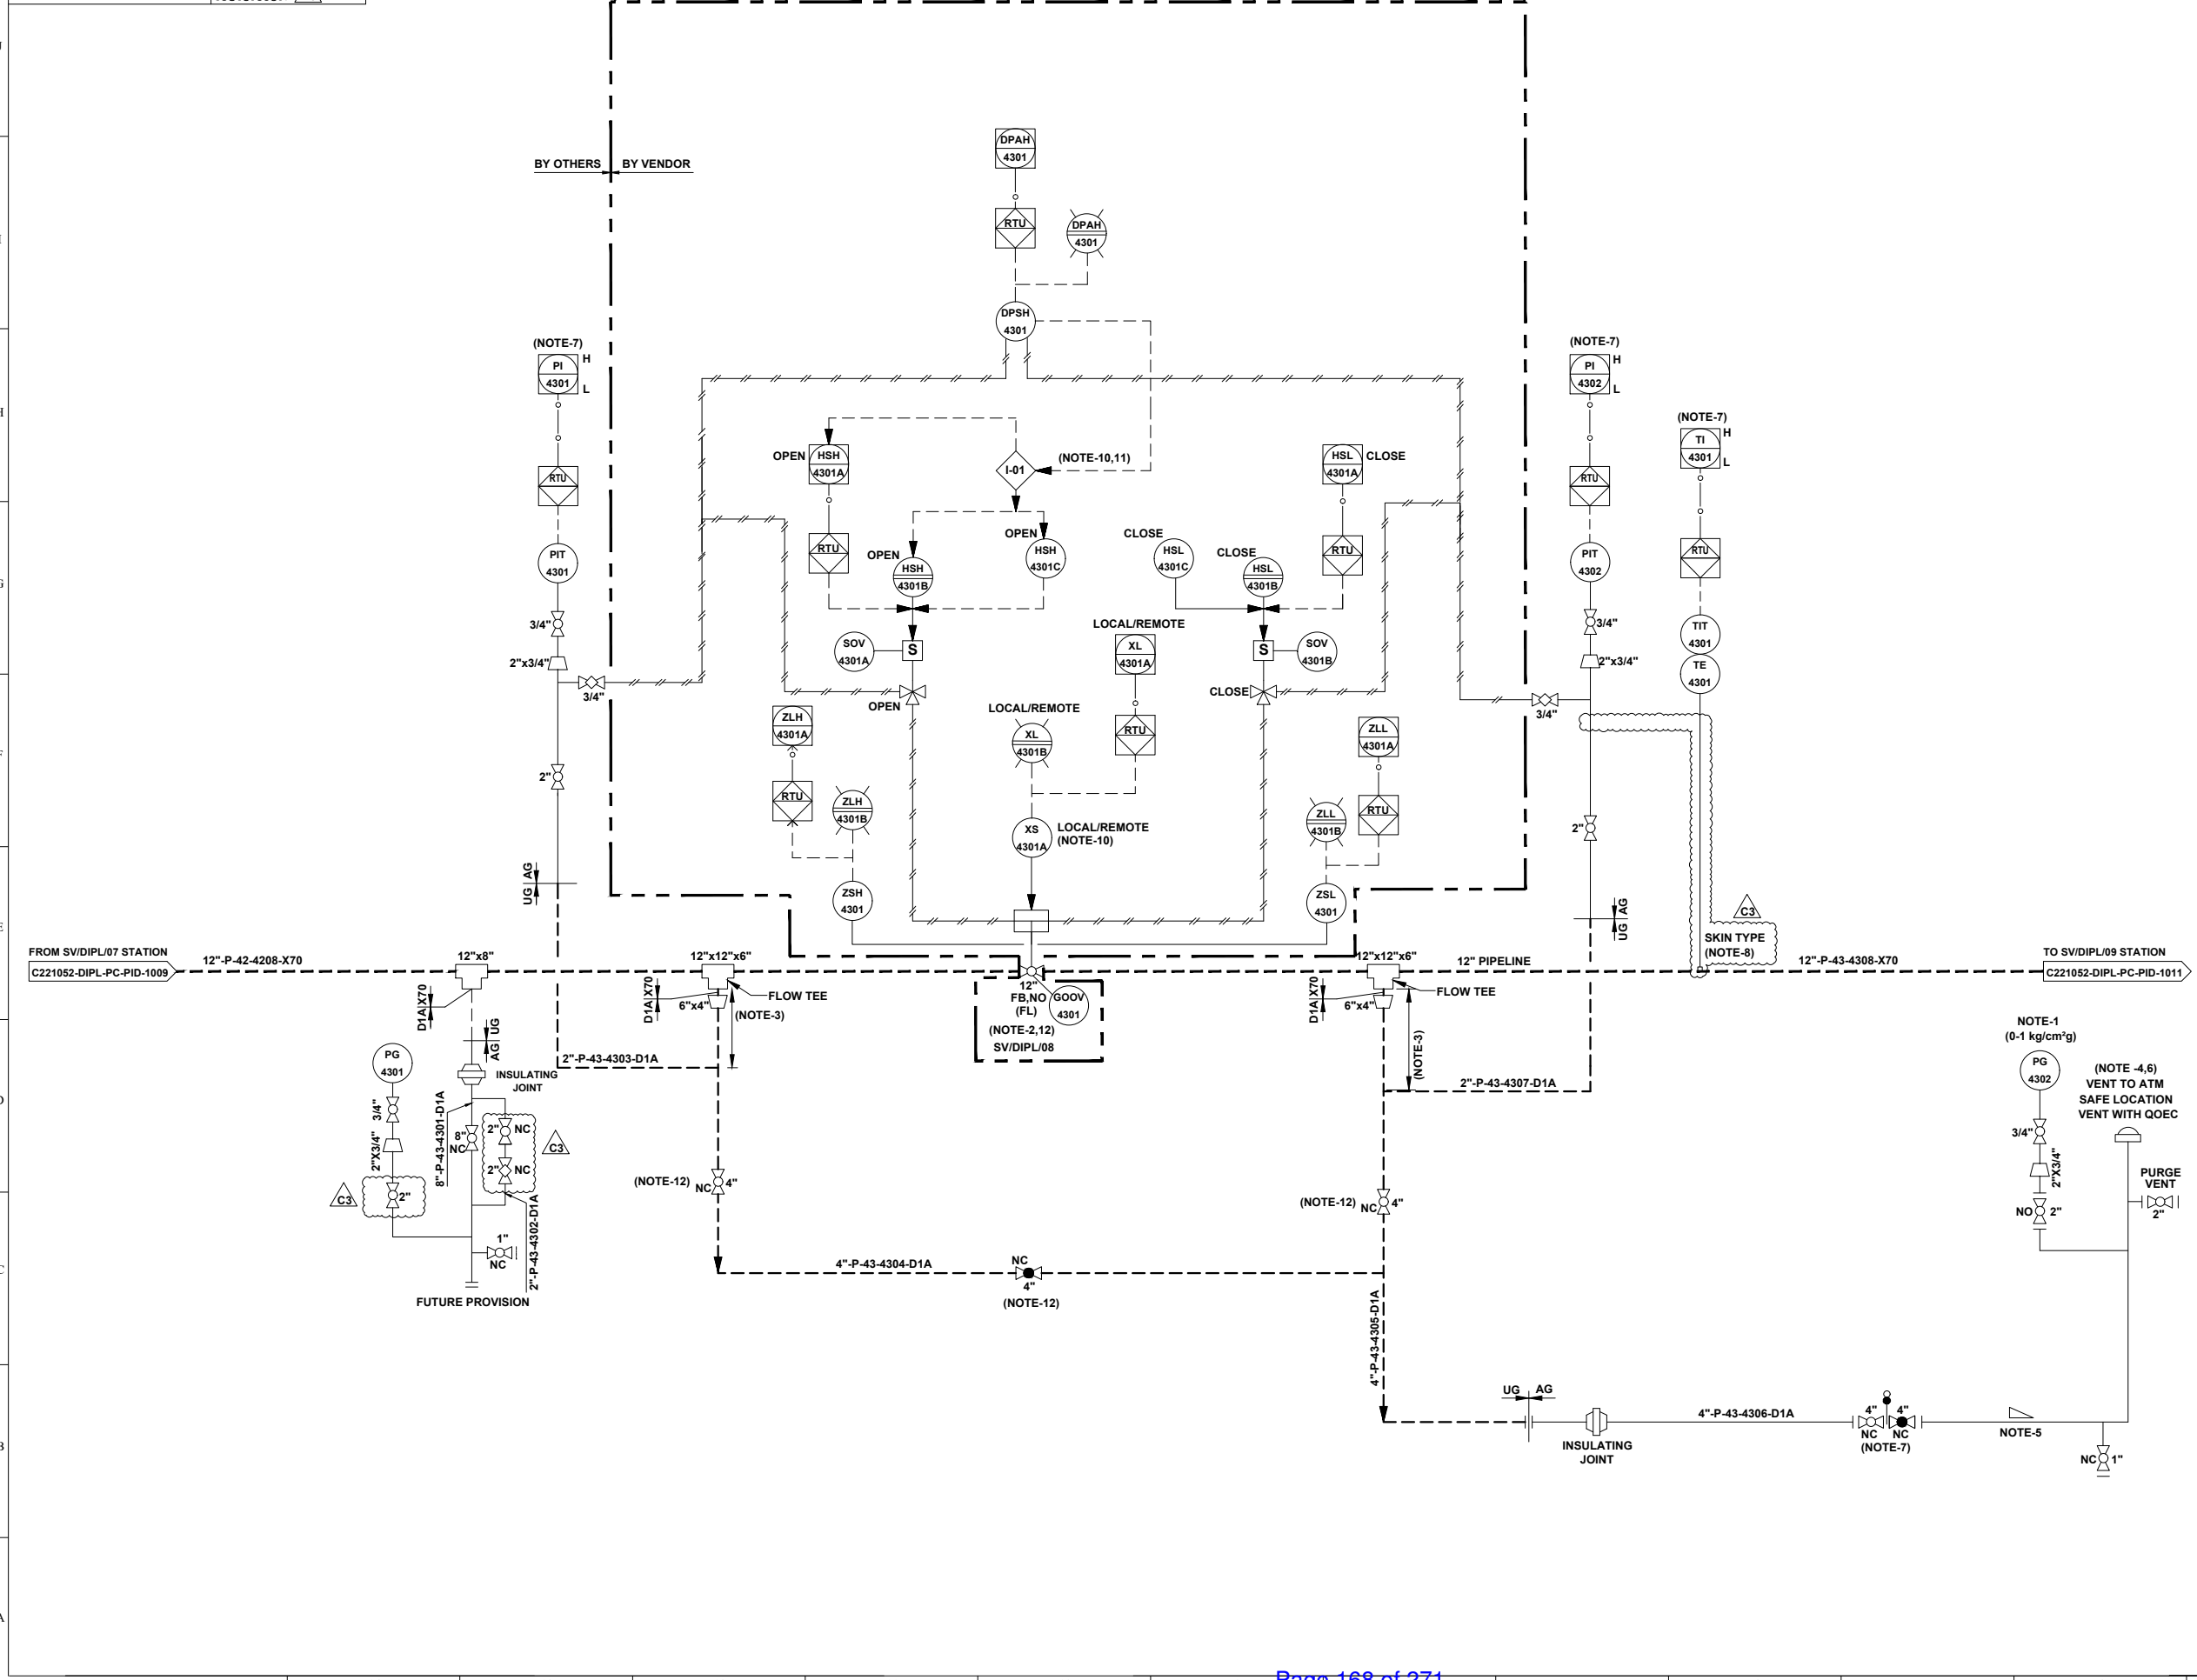 BY OTHERS
BY VENDOR
DPAH
4301
RTU
DPAH
4301
DPSH
4301
(NOTE-7)
PI
4301
H
L
RTU
PIT
4301
3/4"
2"x3/4"
3/4"
2"
UG
AG
OPEN
HSH
4301A
RTU
I-01
(NOTE-10,11)
OPEN
HSH
4301B
OPEN
HSH
4301C
SOV
4301A
S
OPEN
CLOSE
HSL
4301C
CLOSE
HSL
4301B
HSL
4301A
CLOSE
RTU
S
SOV
4301B
CLOSE
LOCAL/REMOTE
XL
4301A
RTU
LOCAL/REMOTE
XL
4301B
XS
4301A
LOCAL/REMOTE
(NOTE-10)
ZLH
4301A
RTU
ZLH
4301B
ZSH
4301
ZLL
4301A
RTU
ZLL
4301B
ZSL
4301
(NOTE-7)
PI
4302
H
L
RTU
PIT
4302
3/4"
2"x3/4"
3/4"
2"
UG
AG
(NOTE-7)
TI
4301
H
L
RTU
TIT
4301
TE
4301
C3
SKIN TYPE
(NOTE-8)
FROM SV/DIPL/07 STATION
C221052-DIPL-PC-PID-1009
12"-P-42-4208-X70
12"x8"
12"x12"x6"
12"x12"x6"
12" PIPELINE
12"-P-43-4308-X70
TO SV/DIPL/09 STATION
C221052-DIPL-PC-PID-1011
D1A
X70
D1A
X70
6"x4"
FLOW TEE
(NOTE-3)
12"
FB,NO
(FL)
GOOV
4301
(NOTE-2,12)
SV/DIPL/08
D1A
X70
6"x4"
FLOW TEE
(NOTE-3)
AG
UG
INSULATING
JOINT
2"-P-43-4303-D1A
2"-P-43-4307-D1A
PG
4301
3/4"
2"X3/4"
C3
2"
8"-P-43-4301-D1A
8"
NC
2"
NC
2"
NC
C3
2"-P-43-4302-D1A
1"
NC
FUTURE PROVISION
(NOTE-12)
NC
4"
4"-P-43-4304-D1A
NC
4"
(NOTE-12)
(NOTE-12)
NC
4"
4"-P-43-4305-D1A
NOTE-1
(0-1 kg/cm²g)
PG
4302
3/4"
2"X3/4"
NO
2"
(NOTE -4,6)
VENT TO ATM
SAFE LOCATION
VENT WITH QOEC
PURGE
VENT
2"
UG
AG
INSULATING
JOINT
4"-P-43-4306-D1A
4"
4"
NC
NC
(NOTE-7)
NOTE-5
NC
1"